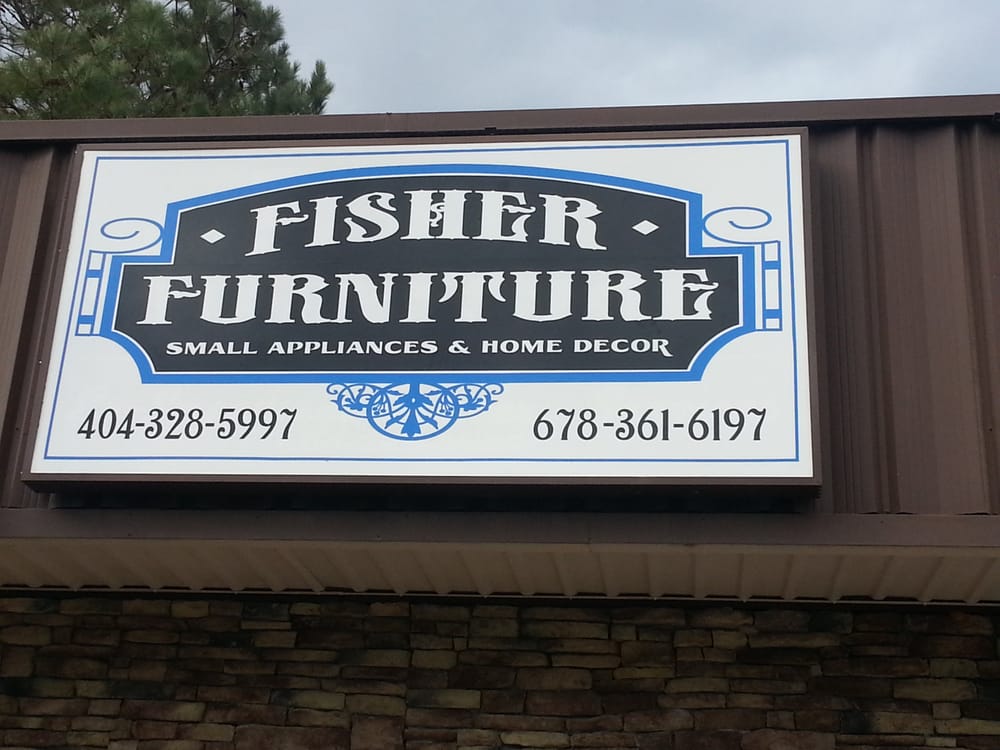 FISHER
FURNITURE
SMALL APPLIANCES & HOME DECOR
404-328-5997 678-361-6197